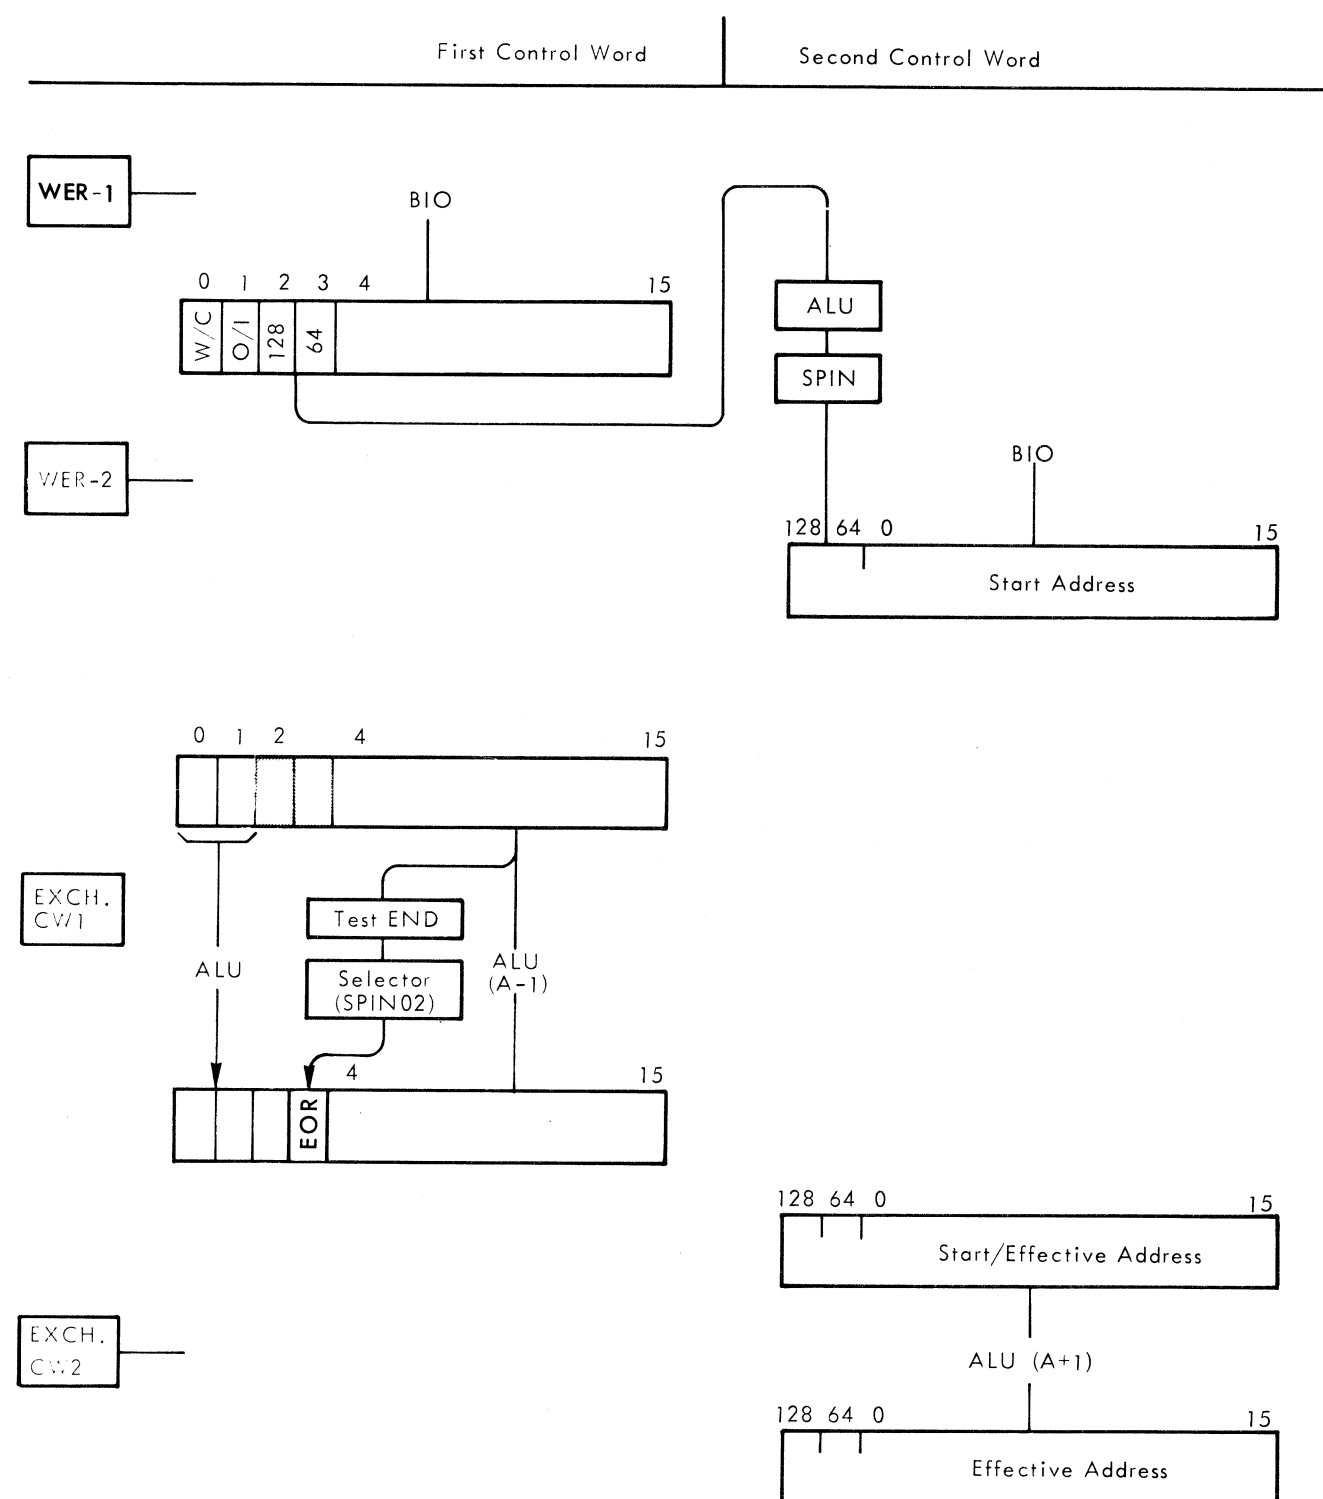 First Control Word
Second Control Word
WER-1
BIO
0 1 2 3 4 15
W/C
O/I
128
64
ALU
SPIN
WER-2
BIO
128 64 0 15
Start Address
0 1 2 4 15
EXCH.
CW1
Test END
ALU
Selector
(SPIN02)
ALU
(A-1)
4 15
EOR
128 64 0 15
Start/Effective Address
EXCH.
CW2
ALU (A+1)
128 64 0 15
Effective Address